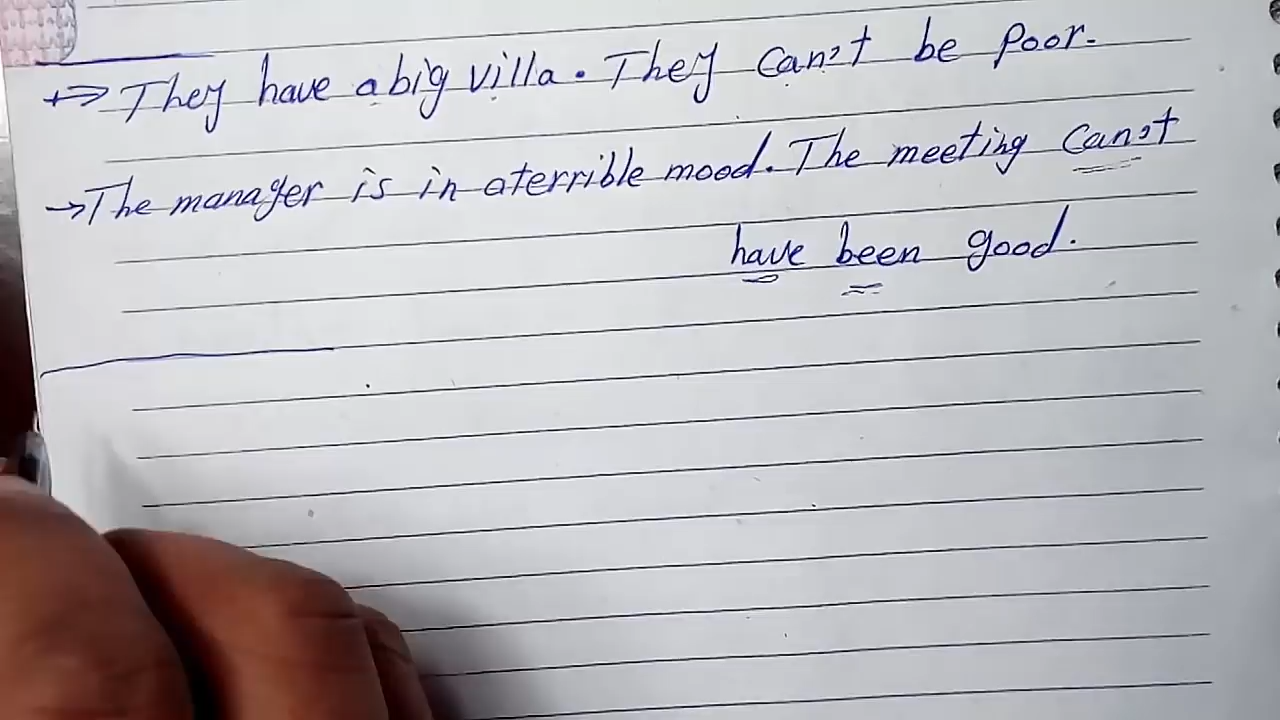 +⇒ They have a big villa. They can't be poor.
→ The manager is in a terrible mood. The meeting can't
have been good.